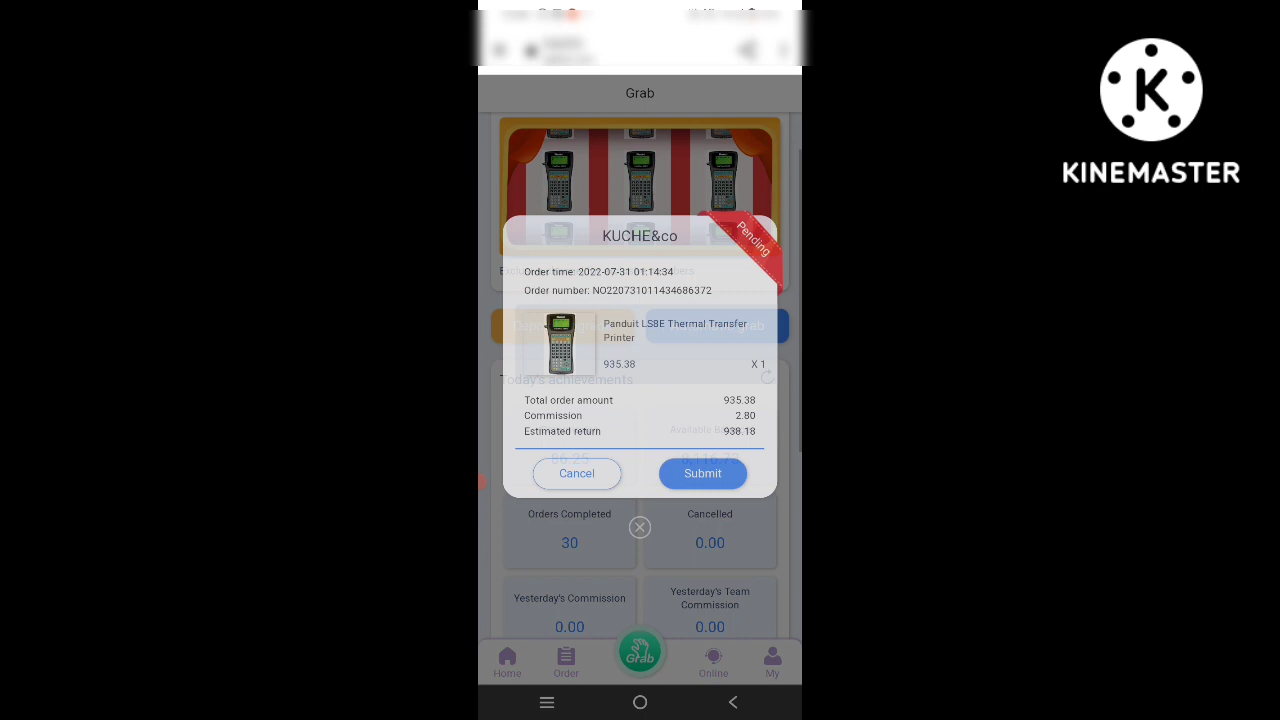 Grab
KUCHE&co
Pending
Order time: 2022-07-31 01:14:34
Order number: NO220731011434686372
Panduit LS8E Thermal Transfer
Printer
935.38 X 1
Today's achievements
Total order amount 935.38
Commission 2.80
Estimated return 938.18
86.25
Cancel Submit
Orders Completed Cancelled
30 0.00
Yesterday's Commission Yesterday's Team
Commission
0.00 0.00
Home Order Grab Online My
K
KINEMASTER